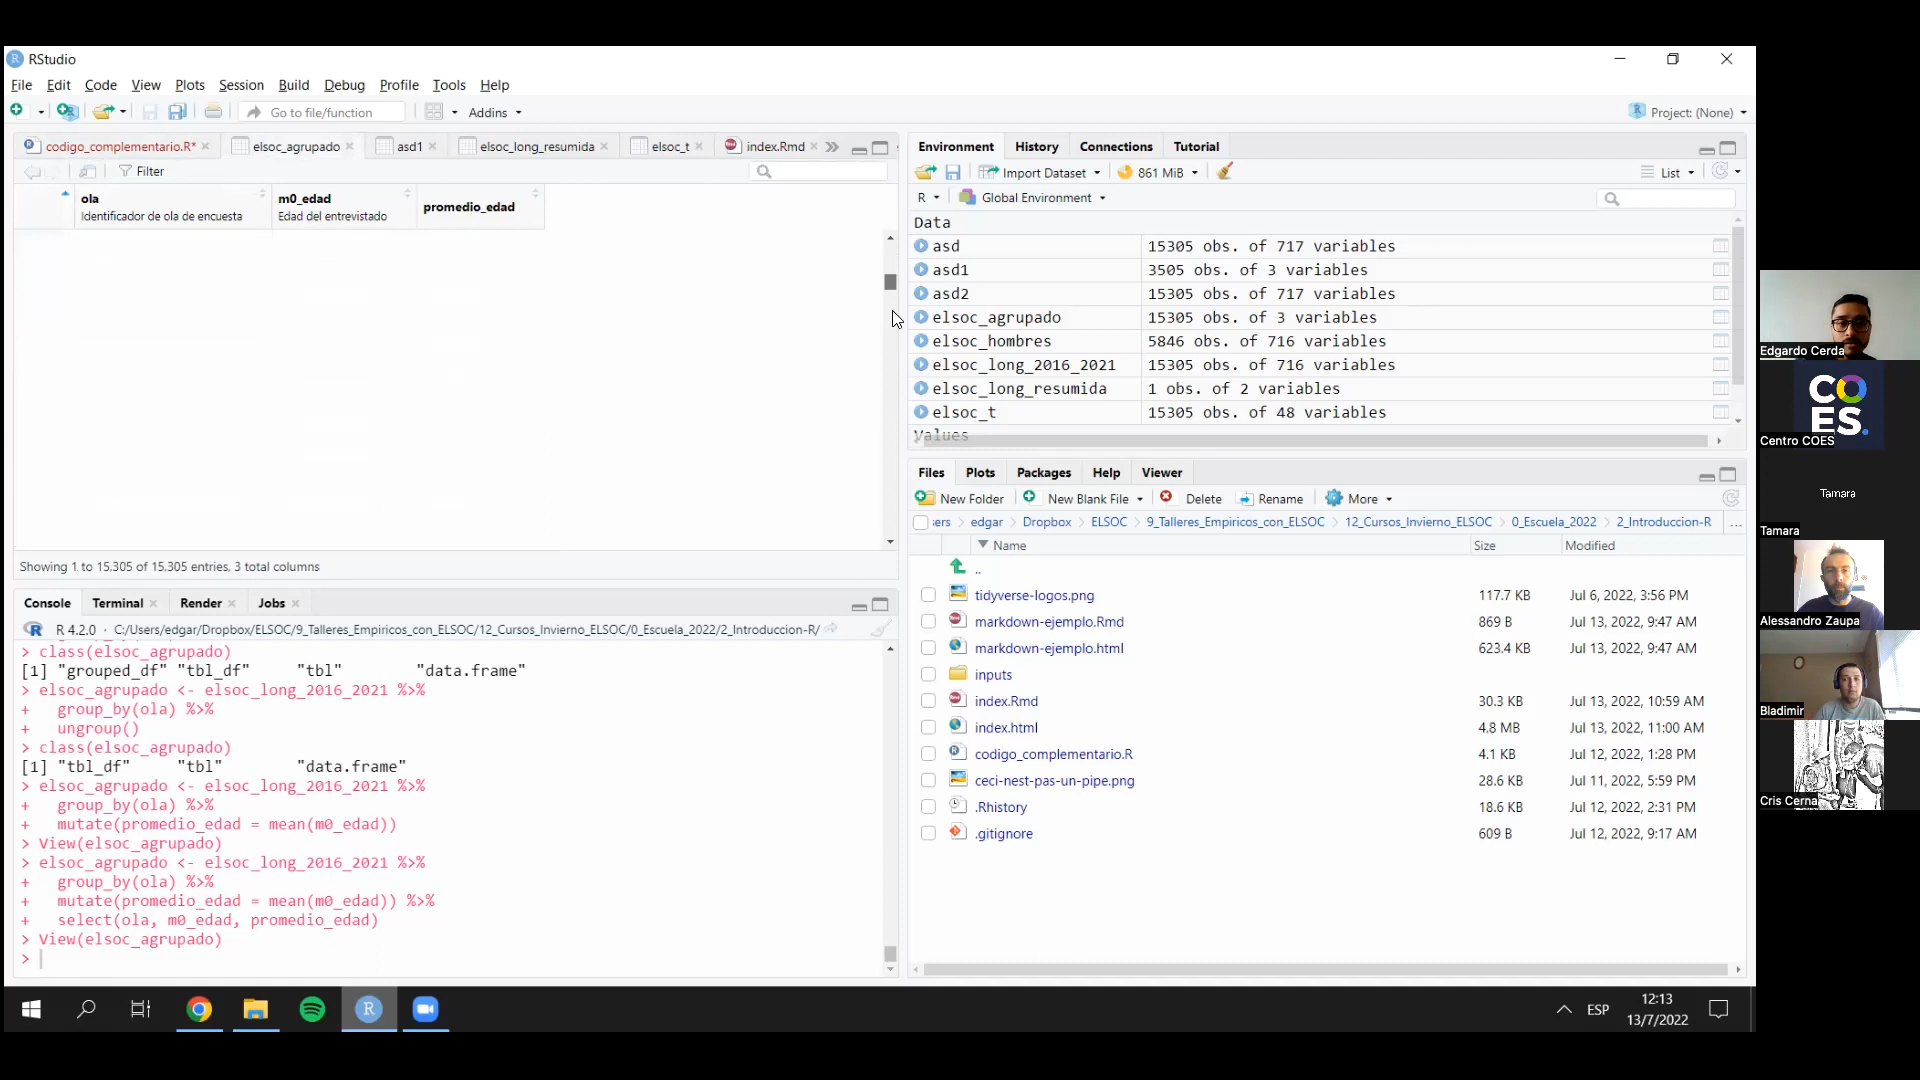 RStudio
File Edit Code View Plots Session Build Debug Profile Tools Help
Go to file/function Addins Project: (None)
codigo_complementario.R* elsoc_agrupado asd1 elsoc_long_resumida elsoc_t index.Rmd
Filter
ola m0_edad promedio_edad
Identificador de ola de encuesta Edad del entrevistado
Showing 1 to 15,305 of 15,305 entries, 3 total columns
Console Terminal Render Jobs
R 4.2.0 · C:/Users/edgar/Dropbox/ELSOC/9_Talleres_Empiricos_con_ELSOC/12_Cursos_Invierno_ELSOC/0_Escuela_2022/2_Introduccion-R/
> class(elsoc_agrupado)
[1] "grouped_df" "tbl_df" "tbl" "data.frame"
> elsoc_agrupado <- elsoc_long_2016_2021 %>%
+ group_by(ola) %>%
+ ungroup()
> class(elsoc_agrupado)
[1] "tbl_df" "tbl" "data.frame"
> elsoc_agrupado <- elsoc_long_2016_2021 %>%
+ group_by(ola) %>%
+ mutate(promedio_edad = mean(m0_edad))
> View(elsoc_agrupado)
> elsoc_agrupado <- elsoc_long_2016_2021 %>%
+ group_by(ola) %>%
+ mutate(promedio_edad = mean(m0_edad)) %>%
+ select(ola, m0_edad, promedio_edad)
> View(elsoc_agrupado)
>
Environment History Connections Tutorial
Import Dataset 861 MiB List
R Global Environment
Data
asd 15305 obs. of 717 variables
asd1 3505 obs. of 3 variables
asd2 15305 obs. of 717 variables
elsoc_agrupado 15305 obs. of 3 variables
elsoc_hombres 5846 obs. of 716 variables
elsoc_long_2016_2021 15305 obs. of 716 variables
elsoc_long_resumida 1 obs. of 2 variables
elsoc_t 15305 obs. of 48 variables
Values
Files Plots Packages Help Viewer
New Folder New Blank File Delete Rename More
ers > edgar > Dropbox > ELSOC > 9_Talleres_Empiricos_con_ELSOC > 12_Cursos_Invierno_ELSOC > 0_Escuela_2022 > 2_Introduccion-R ...
Name Size Modified
..
tidyverse-logos.png 117.7 KB Jul 6, 2022, 3:56 PM
markdown-ejemplo.Rmd 869 B Jul 13, 2022, 9:47 AM
markdown-ejemplo.html 623.4 KB Jul 13, 2022, 9:47 AM
inputs
index.Rmd 30.3 KB Jul 13, 2022, 10:59 AM
index.html 4.8 MB Jul 13, 2022, 11:00 AM
codigo_complementario.R 4.1 KB Jul 12, 2022, 1:28 PM
ceci-nest-pas-un-pipe.png 28.6 KB Jul 11, 2022, 5:59 PM
.Rhistory 18.6 KB Jul 12, 2022, 2:31 PM
.gitignore 609 B Jul 12, 2022, 9:17 AM
Edgardo Cerda
COES.
Centro COES
Tamara
Tamara
Alessandro Zaupa
Bladimir
Cris Cerna
ESP
12:13
13/7/2022